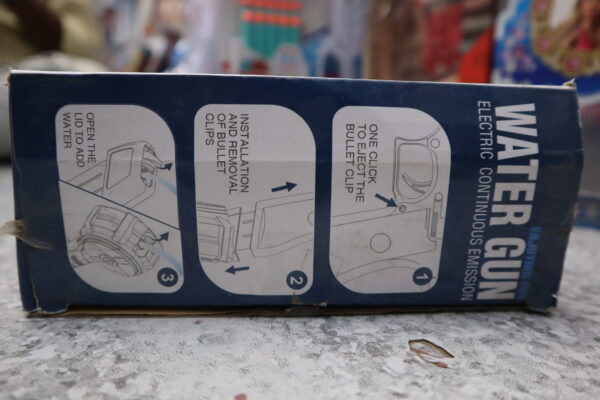 WATER GUN
ELECTRIC CONTINUOUS EMISSION
1
ONE CLICK
TO EJECT THE
BULLET CLIP
2
INSTALLATION
AND REMOVAL
OF BULLET
CLIPS
3
OPEN THE
LID TO ADD
WATER